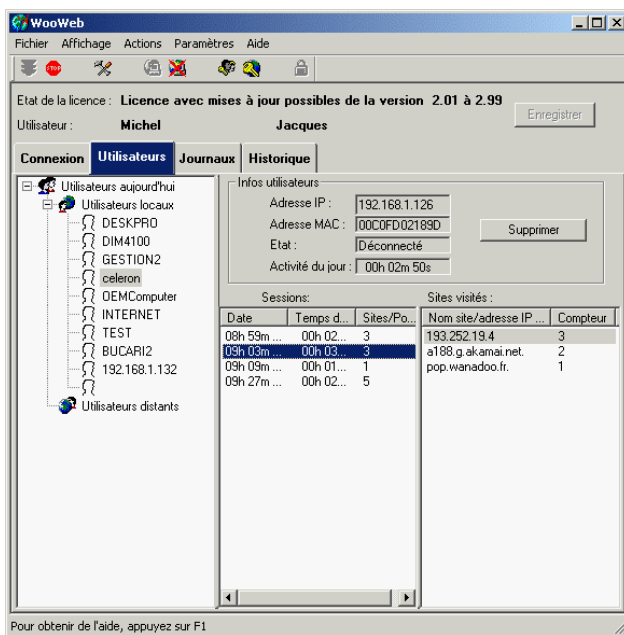 WooWeb
Fichier Affichage Actions Paramètres Aide
STOP
Etat de la licence : Licence avec mises à jour possibles de la version 2.01 à 2.99
Enregistrer
Utilisateur : Michel Jacques
Connexion Utilisateurs Journaux Historique
Utilisateurs aujourd'hui
Utilisateurs locaux
DESKPRO
DIM4100
GESTION2
celeron
OEMComputer
INTERNET
TEST
BUCARI2
192.168.1.132
Utilisateurs distants
Infos utilisateurs
Adresse IP : 192.168.1.126
Adresse MAC : 00C0FD02189D
Etat : Déconnecté
Activité du jour : 00h 02m 50s
Supprimer
Sessions:
Date Temps d... Sites/Po...
08h 59m ... 00h 02... 3
09h 03m ... 00h 03... 3
09h 09m ... 00h 01... 1
09h 27m ... 00h 02... 5
Sites visités :
Nom site/adresse IP ... Compteur
193.252.19.4 3
a188.g.akamai.net. 2
pop.wanadoo.fr. 1
Pour obtenir de l'aide, appuyez sur F1